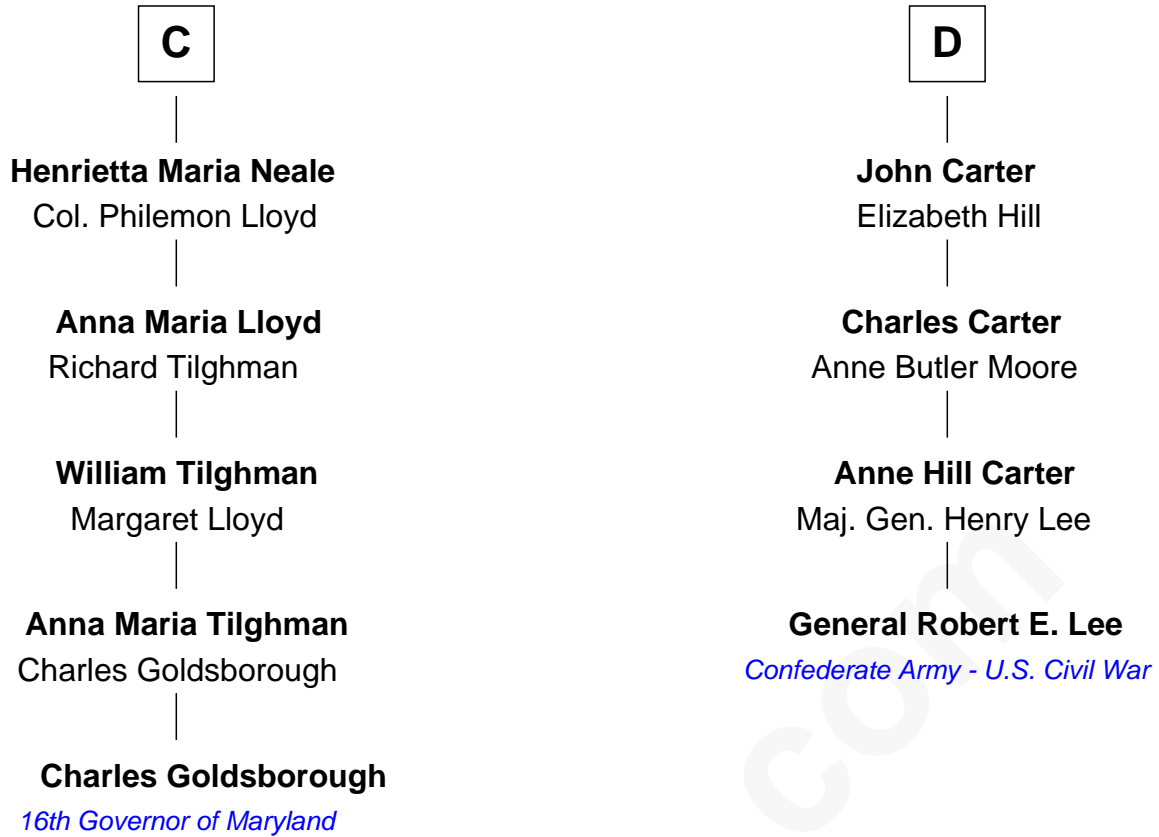 C
Henrietta Maria Neale
Col. Philemon Lloyd
Anna Maria Lloyd
Richard Tilghman
William Tilghman
Margaret Lloyd
Anna Maria Tilghman
Charles Goldsborough
Charles Goldsborough
16th Governor of Maryland
D
John Carter
Elizabeth Hill
Charles Carter
Anne Butler Moore
Anne Hill Carter
Maj. Gen. Henry Lee
General Robert E. Lee
Confederate Army - U.S. Civil War
com